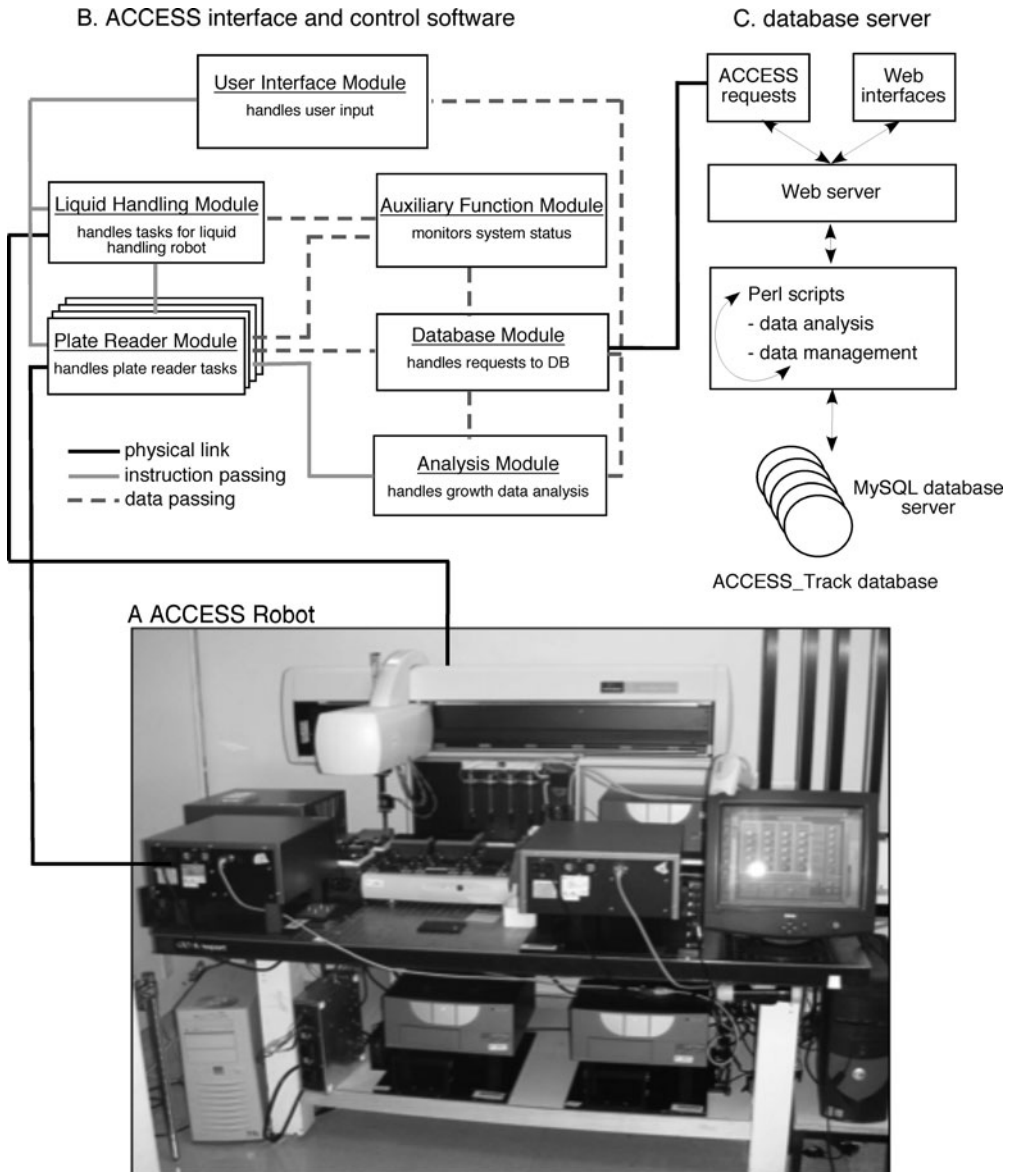 B. ACCESS interface and control software
C. database server
User Interface Module
handles user input
ACCESS
requests
Web
interfaces
Liquid Handling Module
handles tasks for liquid
handling robot
Auxiliary Function Module
monitors system status
Web server
Plate Reader Module
handles plate reader tasks
Database Module
handles requests to DB
Perl scripts
- data analysis
- data management
physical link
instruction passing
data passing
Analysis Module
handles growth data analysis
MySQL database
server
ACCESS_Track database
A ACCESS Robot